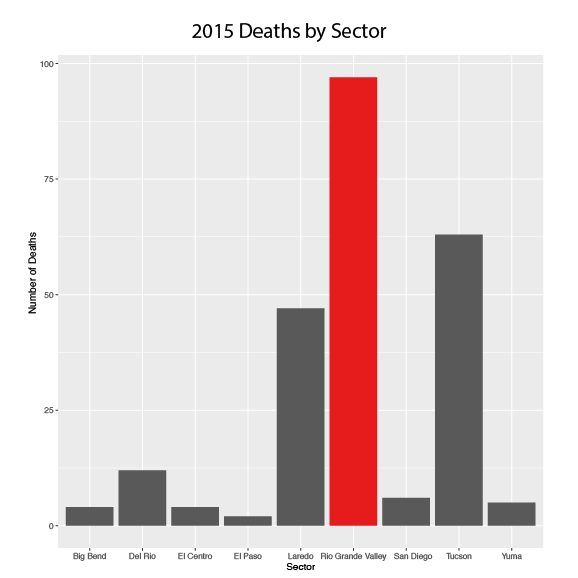 2015 Deaths by Sector
100
75
50
25
0
Number of Deaths
Big Bend Del Rio El Centro El Paso Laredo Rio Grande Valley San Diego Tucson Yuma
Sector